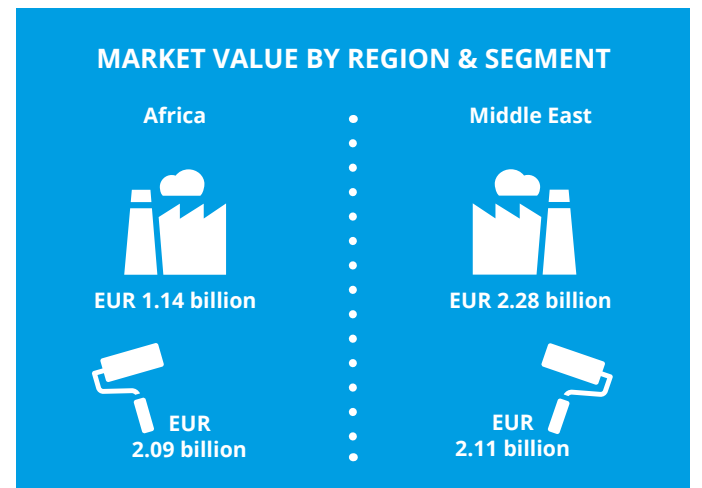 MARKET VALUE BY REGION & SEGMENT
Africa
Middle East
EUR 1.14 billion
EUR 2.28 billion
EUR
2.09 billion
EUR
2.11 billion